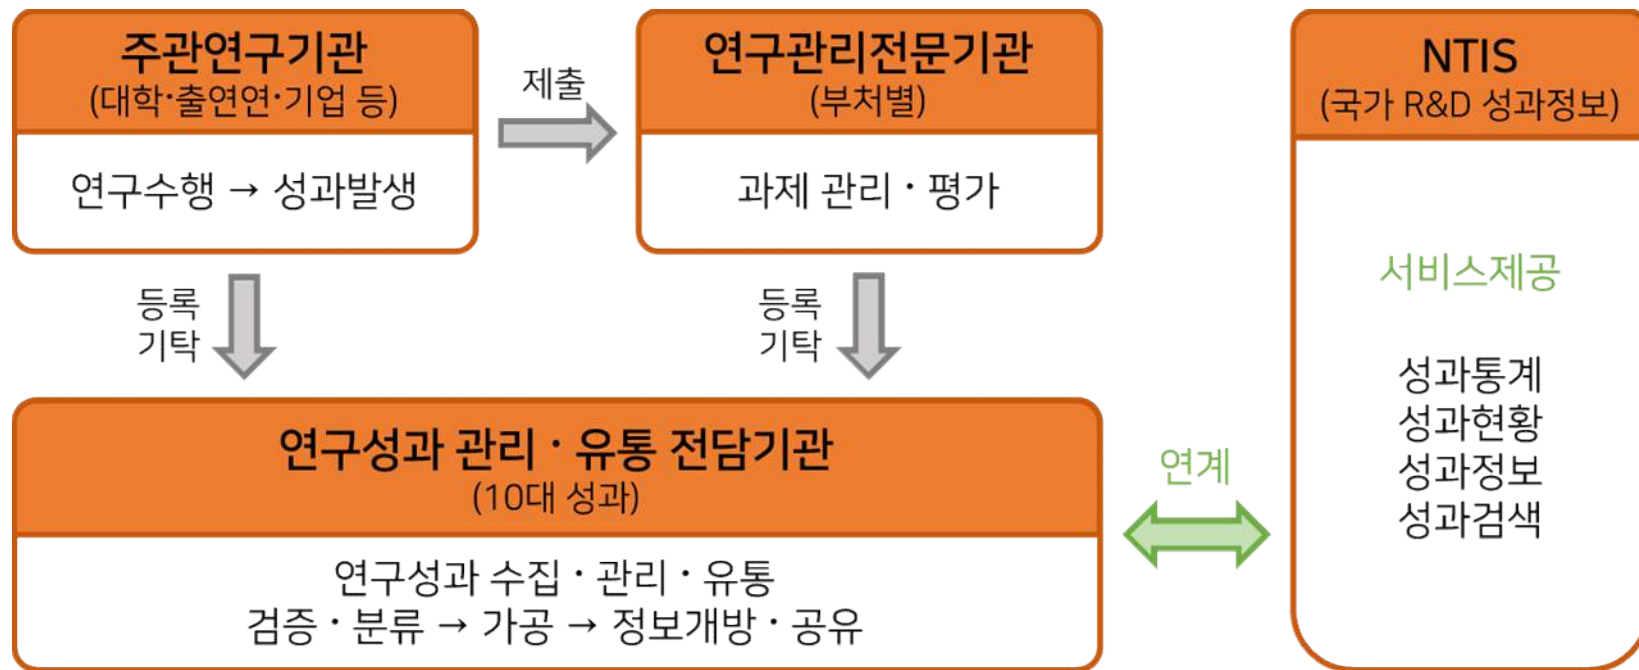 주관연구기관
(대학·출연연·기업 등)
연구수행 → 성과발생
제출
연구관리전문기관
(부처별)
과제 관리 · 평가
등록
기탁
등록
기탁
연구성과 관리 · 유통 전담기관
(10대 성과)
연구성과 수집 · 관리 · 유통
검증 · 분류 → 가공 → 정보개방 · 공유
연계
NTIS
(국가 R&D 성과정보)
서비스제공
성과통계
성과현황
성과정보
성과검색